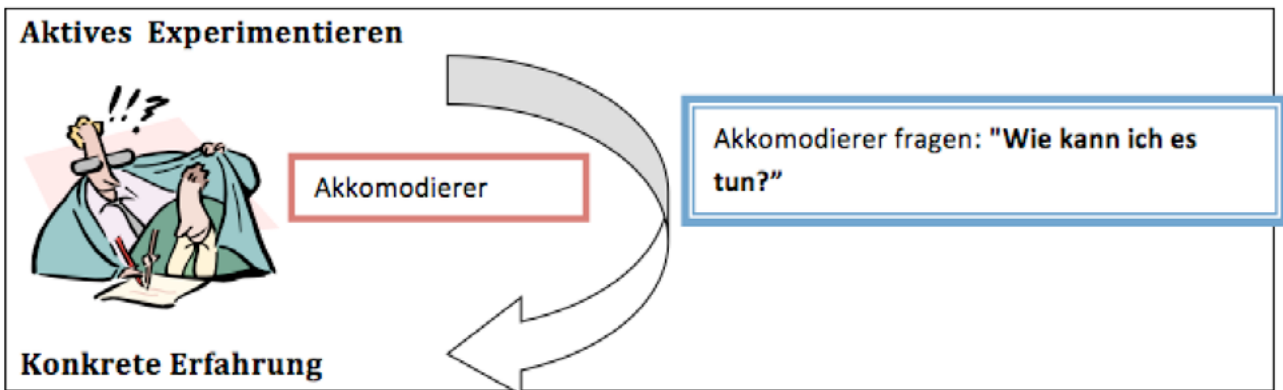 Aktives Experimentieren
!!?
Akkomodierer
Akkomodierer fragen: "Wie kann ich es
tun?”
Konkrete Erfahrung